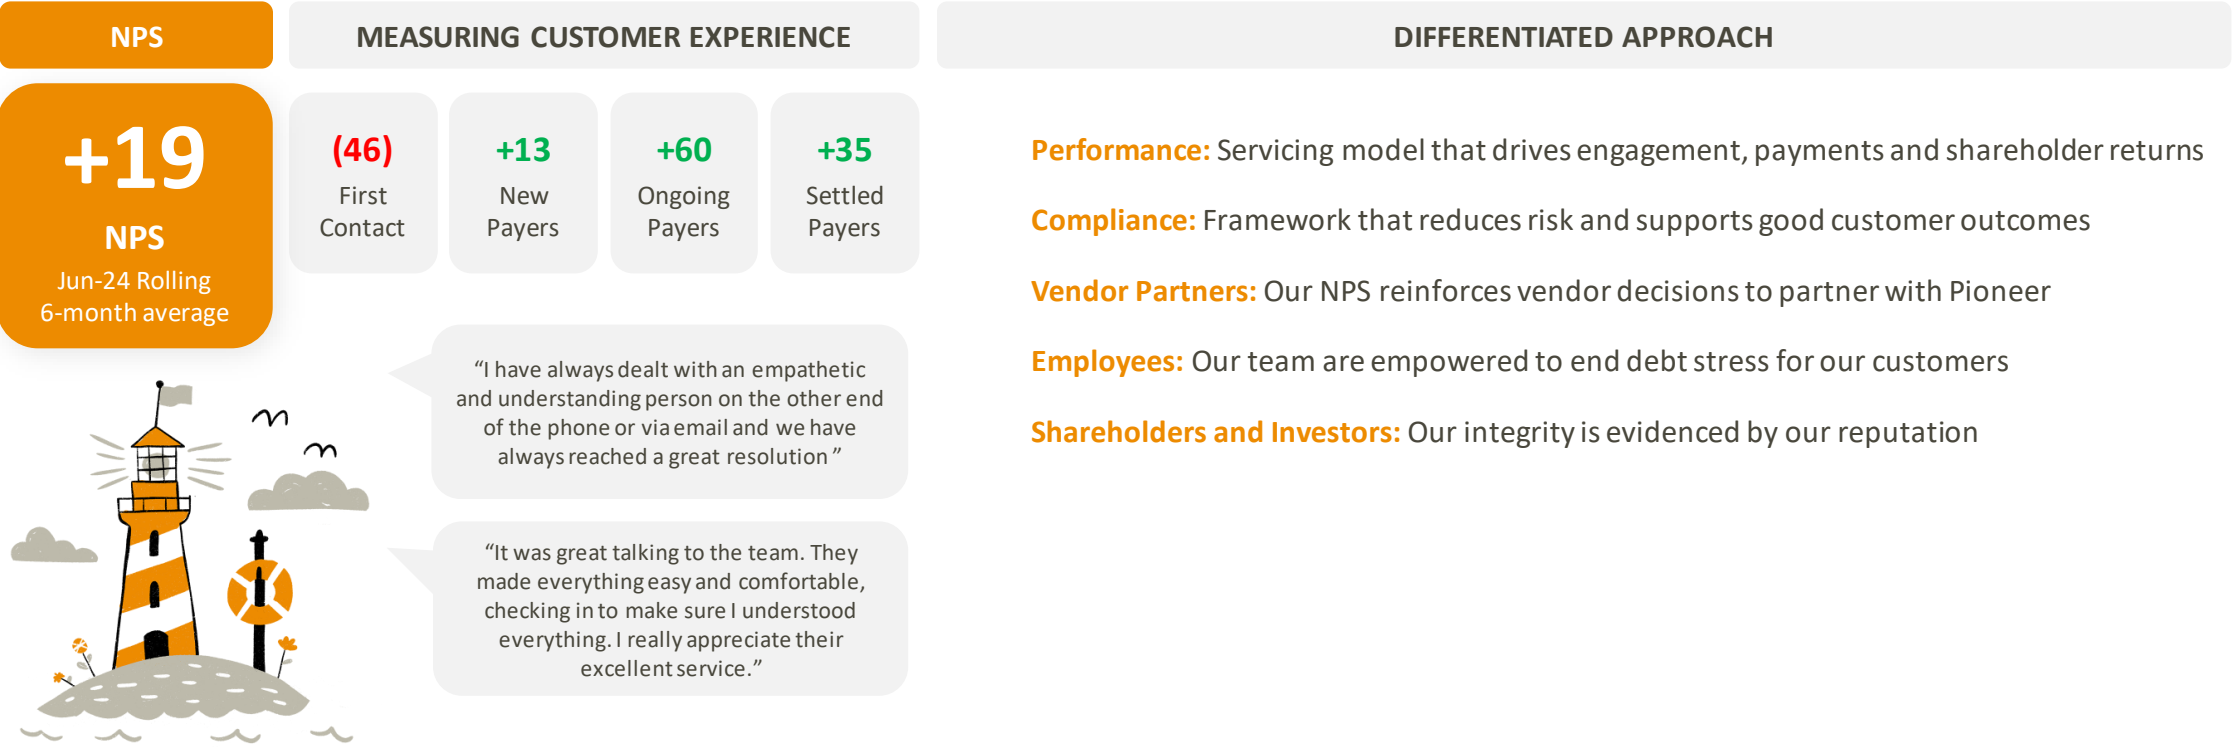 NPS
+19
NPS
Jun-24 Rolling
6-month average
MEASURING CUSTOMER EXPERIENCE
(46)
First
Contact
+13
New
Payers
+60
Ongoing
Payers
+35
Settled
Payers
“I have always dealt with an empathetic
and understanding person on the other end
of the phone or via email and we have
always reached a great resolution”
“It was great talking to the team. They
made everything easy and comfortable,
checking in to make sure I understood
everything. I really appreciate their
excellent service.”
DIFFERENTIATED APPROACH
Performance: Servicing model that drives engagement, payments and shareholder returns
Compliance: Framework that reduces risk and supports good customer outcomes
Vendor Partners: Our NPS reinforces vendor decisions to partner with Pioneer
Employees: Our team are empowered to end debt stress for our customers
Shareholders and Investors: Our integrity is evidenced by our reputation